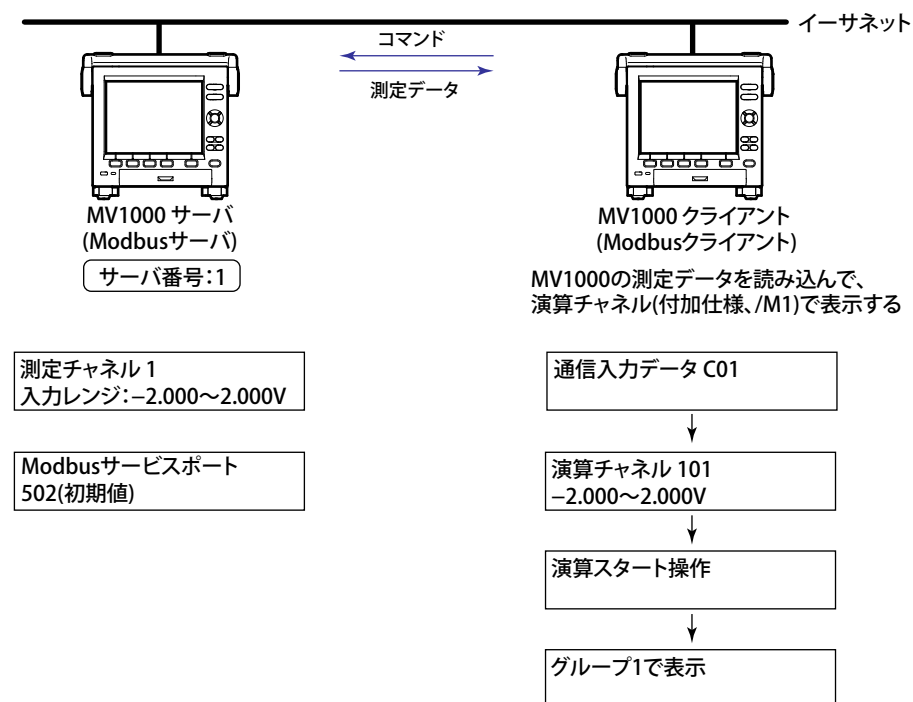 イーサネット
コマンド
測定データ
MV1000 サーバ
(Modbusサーバ)
サーバ番号:1
MV1000 クライアント
(Modbusクライアント)
MV1000の測定データを読み込んで、
演算チャネル(付加仕様、/M1)で表示する
測定チャネル 1
入力レンジ:−2.000〜2.000V
Modbusサービスポート
502(初期値)
通信入力データ C01
演算チャネル 101
−2.000〜2.000V
演算スタート操作
グループ1で表示